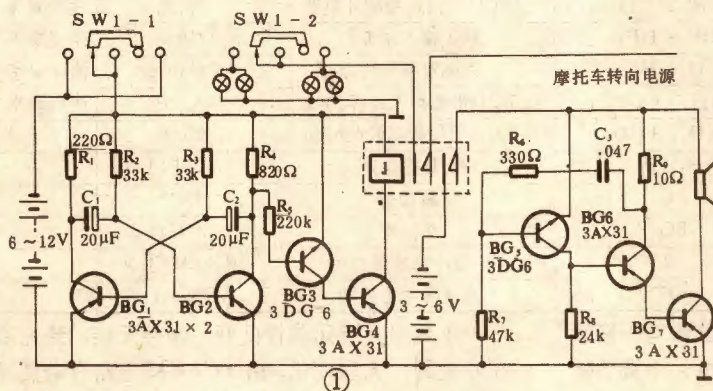 SW1-1
SW1-2
摩托车转向电源
220Ω
R₁
R₂
33k
R₃
33k
R₄
820Ω
R₅
220k
C₁
20μF
C₂
20μF
6～12V
BG₁
BG2
3AX31×2
BG3
3DG6
BG4
3AX31
J
3～6V
R₆
330Ω
C₃
.047
R₉
10Ω
BG₅
3DG6
BG6
3AX31
R₇
47k
R₈
24k
BG₇
3AX31
①